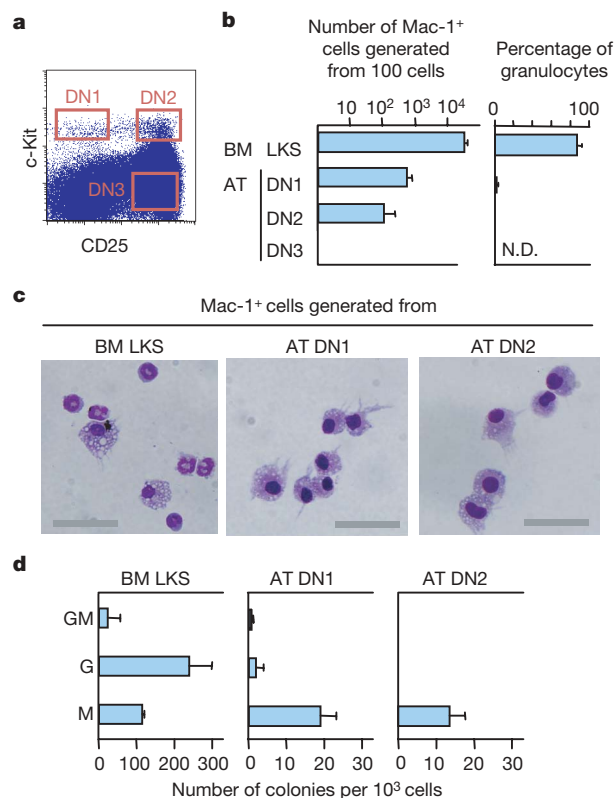 a
DN1 DN2
DN3
c-Kit
CD25
b
Number of Mac-1⁺
cells generated
from 100 cells
Percentage of
granulocytes
10 10² 10³ 10⁴
0 100
BM LKS
AT DN1
DN2
DN3
N.D.
c
Mac-1⁺ cells generated from
BM LKS AT DN1 AT DN2
d
BM LKS AT DN1 AT DN2
GM
G
M
0 100 200 300 0 10 20 30 0 10 20 30
Number of colonies per 10³ cells